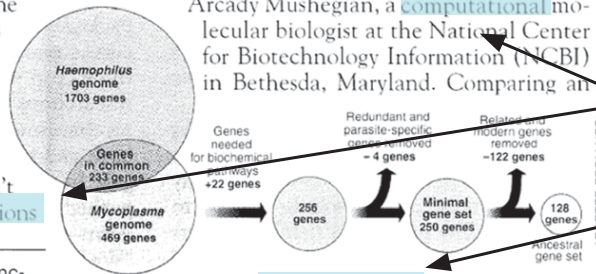 ne
Arcady Mushegian, a computational mo-
lecular biologist at the National Center
for Biotechnology Information (NCBI)
in Bethesda, Maryland. Comparing an
Haemophilus
genome
1703 genes
Genes
in common
233 genes
Mycoplasma
genome
469 genes
't
ions
nc-
Genes
needed
for biochemical
pathways
+22 genes
256
genes
Redundant and
parasite-specific
genes removed
– 4 genes
Minimal
gene set
250 genes
Related and
modern genes
removed
–122 genes
128
genes
Ancestral
gene set